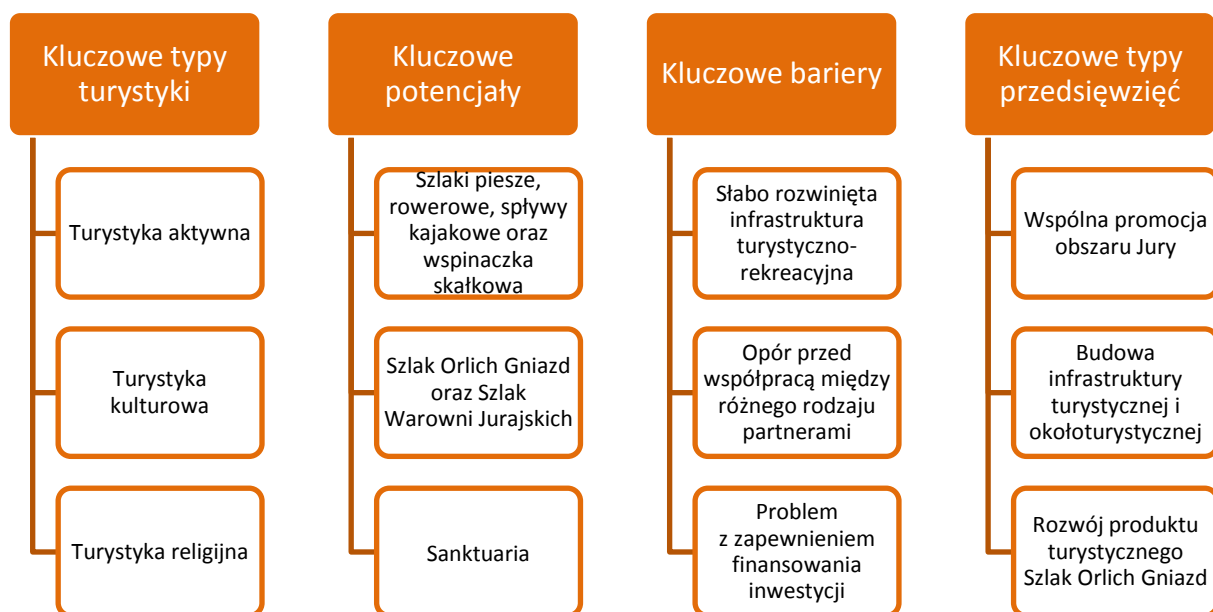 Kluczowe typy
turystyki
Turystyka aktywna
Turystyka
kulturowa
Turystyka religijna
Kluczowe
potencjały
Szlaki piesze,
rowerowe, spływy
kajakowe oraz
wspinaczka
skałkowa
Szlak Orlich Gniazd
oraz Szlak
Warowni Jurajskich
Sanktuaria
Kluczowe bariery
Słabo rozwinięta
infrastruktura
turystyczno-
rekreacyjna
Opór przed
współpracą między
różnego rodzaju
partnerami
Problem
z zapewnieniem
finansowania
inwestycji
Kluczowe typy
przedsięwzięć
Wspólna promocja
obszaru Jury
Budowa
infrastruktury
turystycznej i
okołoturystycznej
Rozwój produktu
turystycznego
Szlak Orlich Gniazd